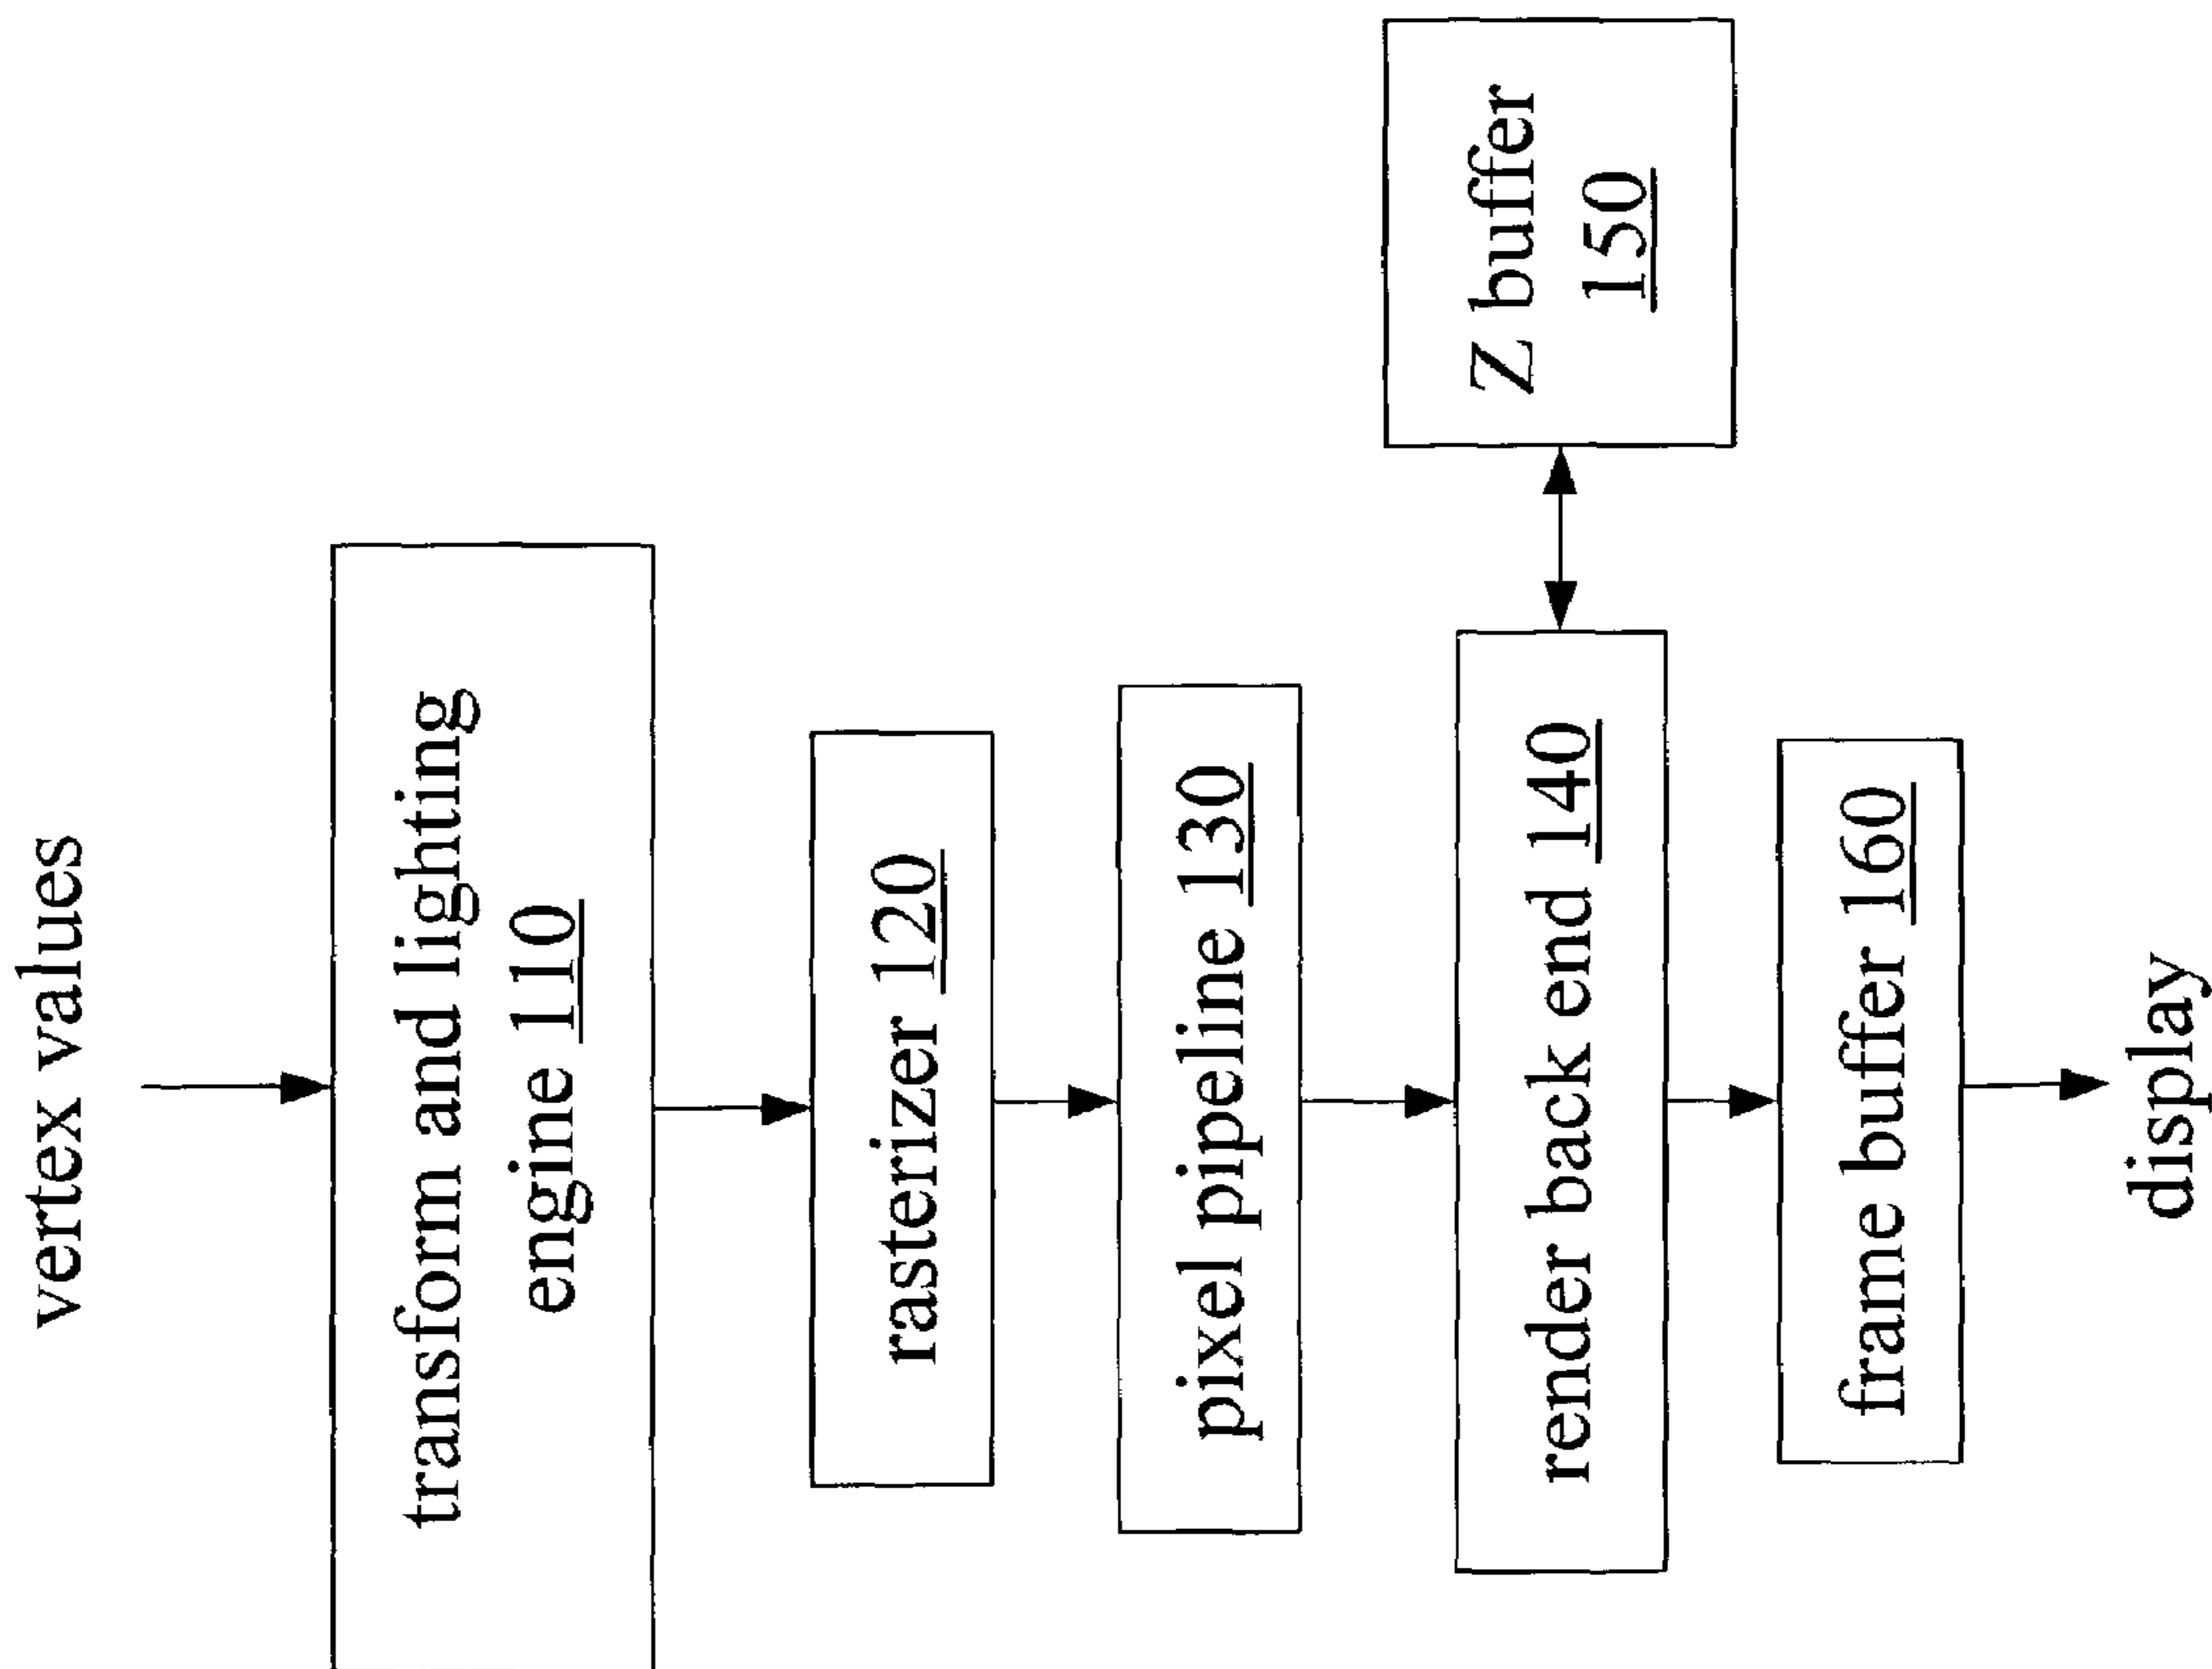 vertex values
transform and lighting
engine 110
rasterizer 120
pixel pipeline 130
render back end 140
Z buffer
150
frame buffer 160
display